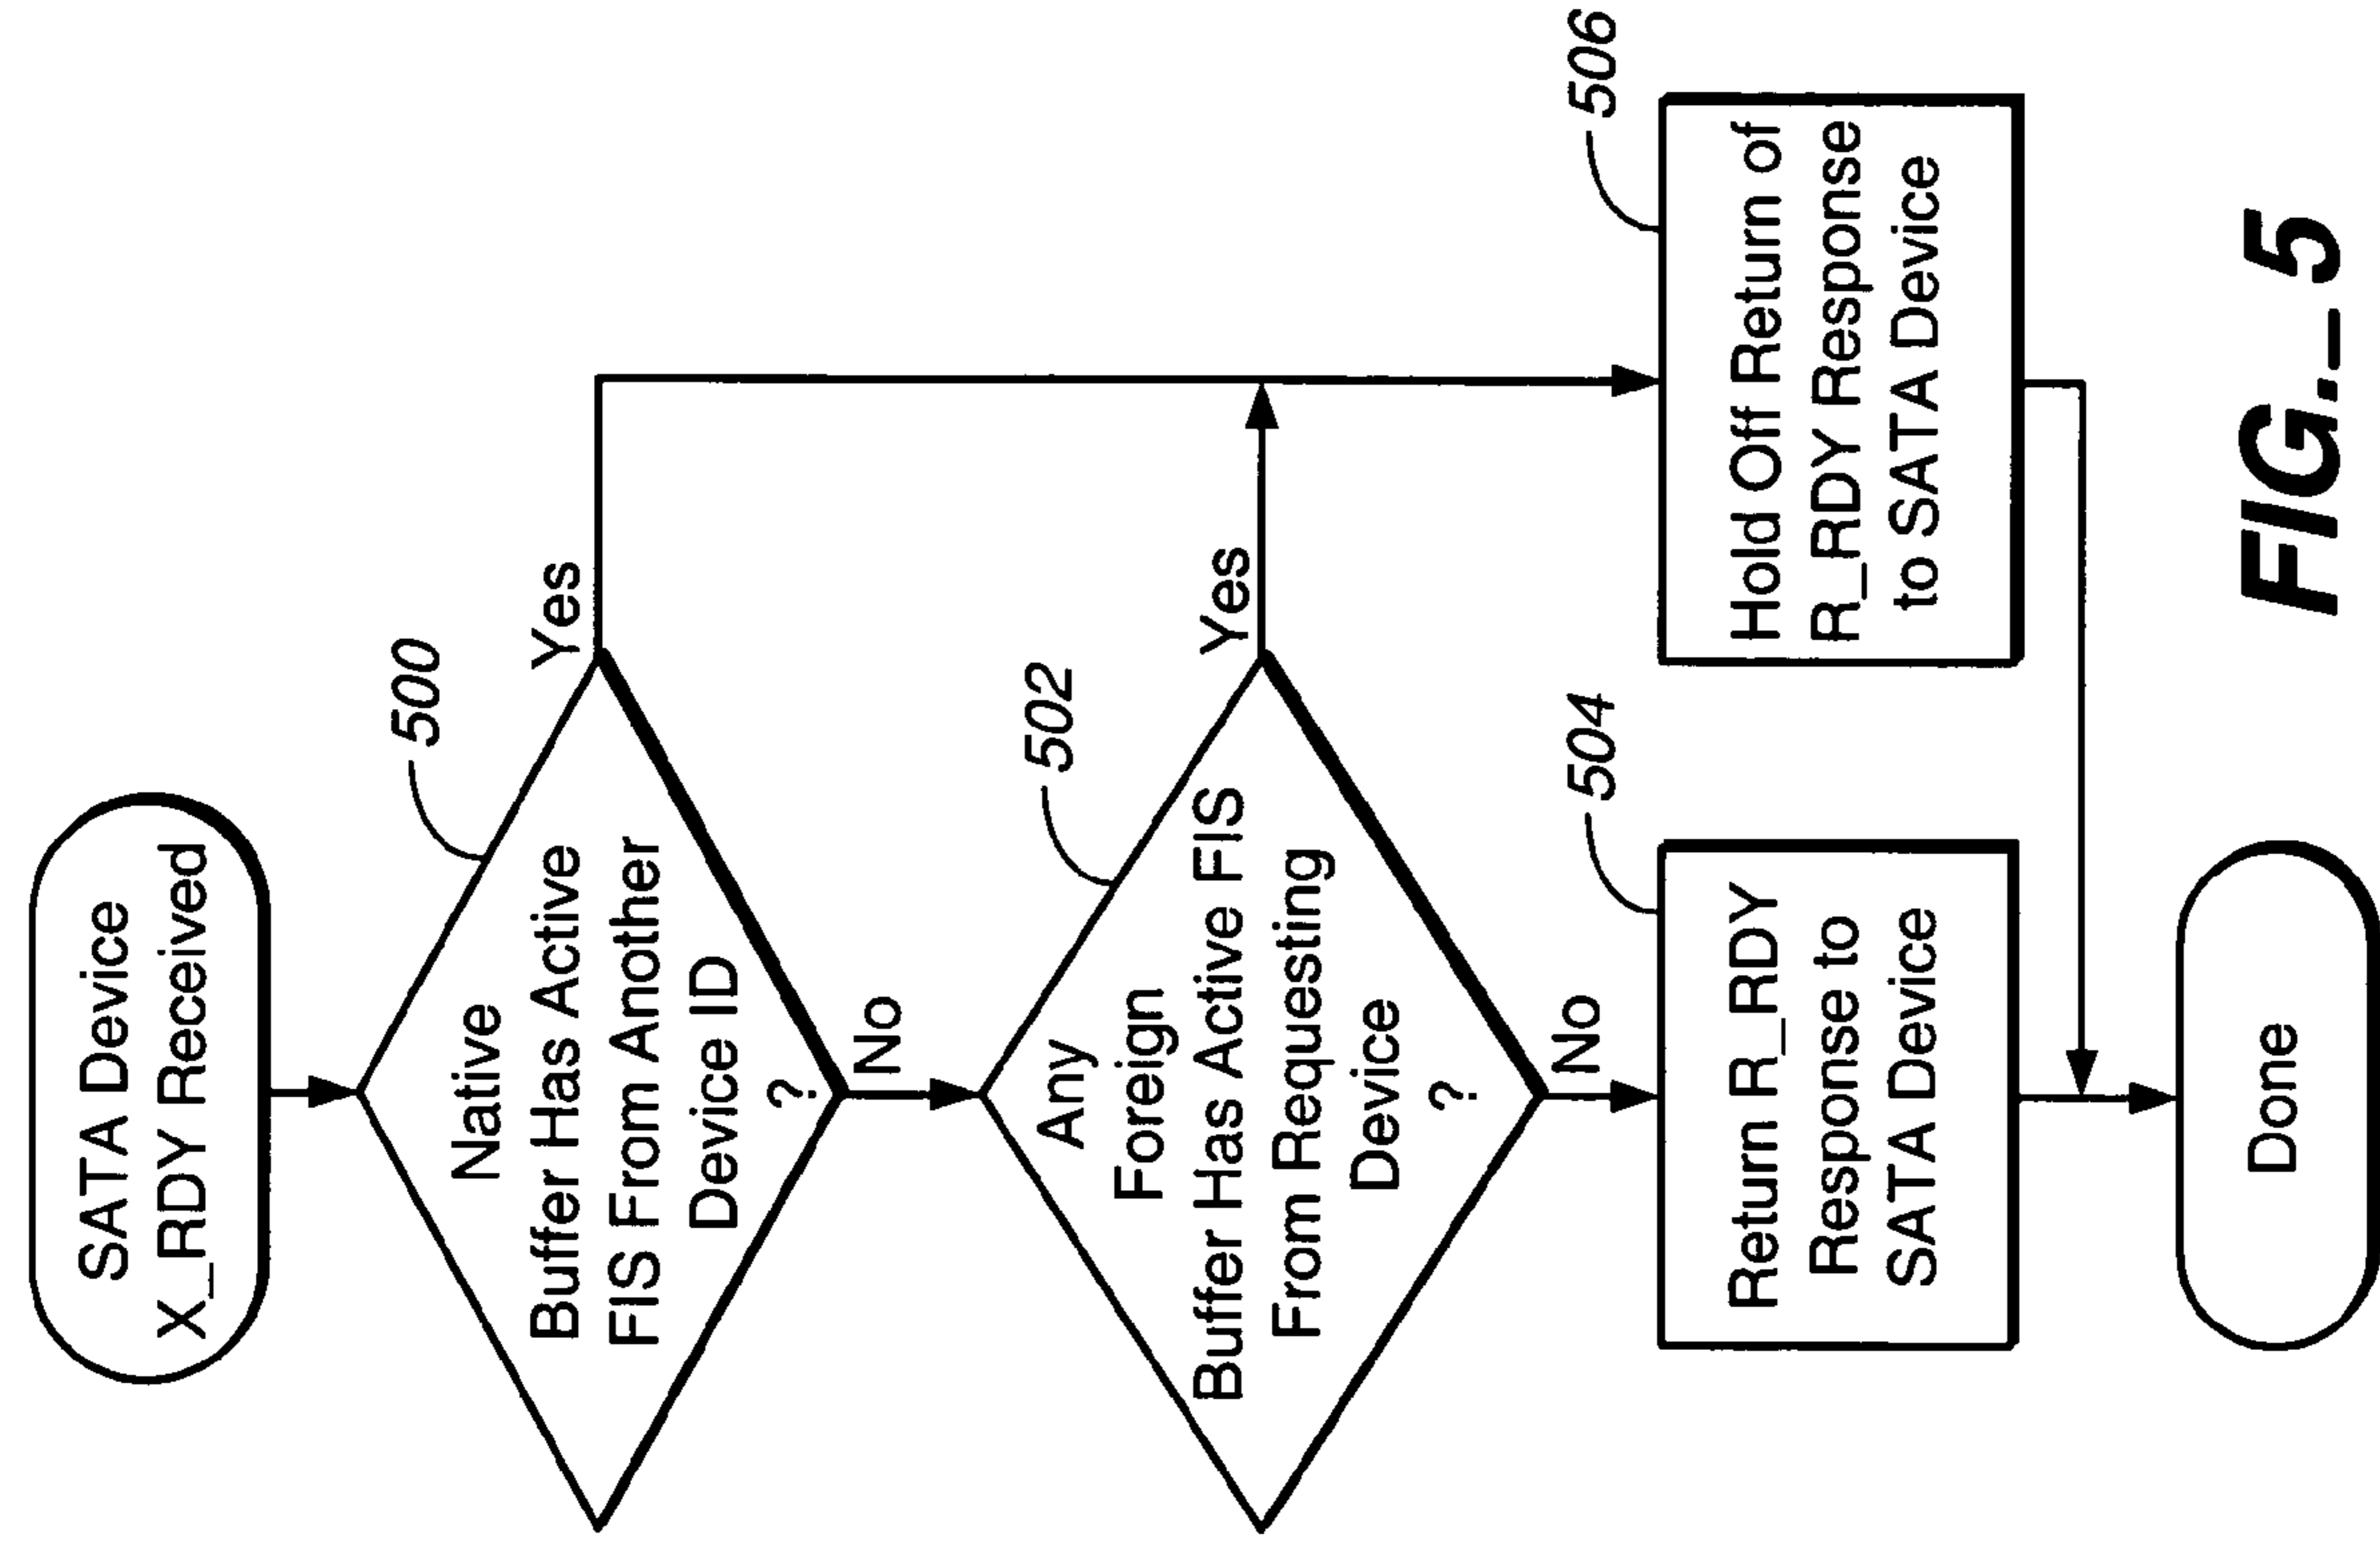 SATA Device
X_RDY Received
500
Native
Buffer Has Active
FIS From Another
Device ID
?
Yes
No
502
Any
Foreign
Buffer Has Active FIS
From Requesting
Device
?
Yes
No
504
Return R_RDY
Response to
SATA Device
506
Hold Off Return of
R_RDY Response
to SATA Device
Done
FIG.-5